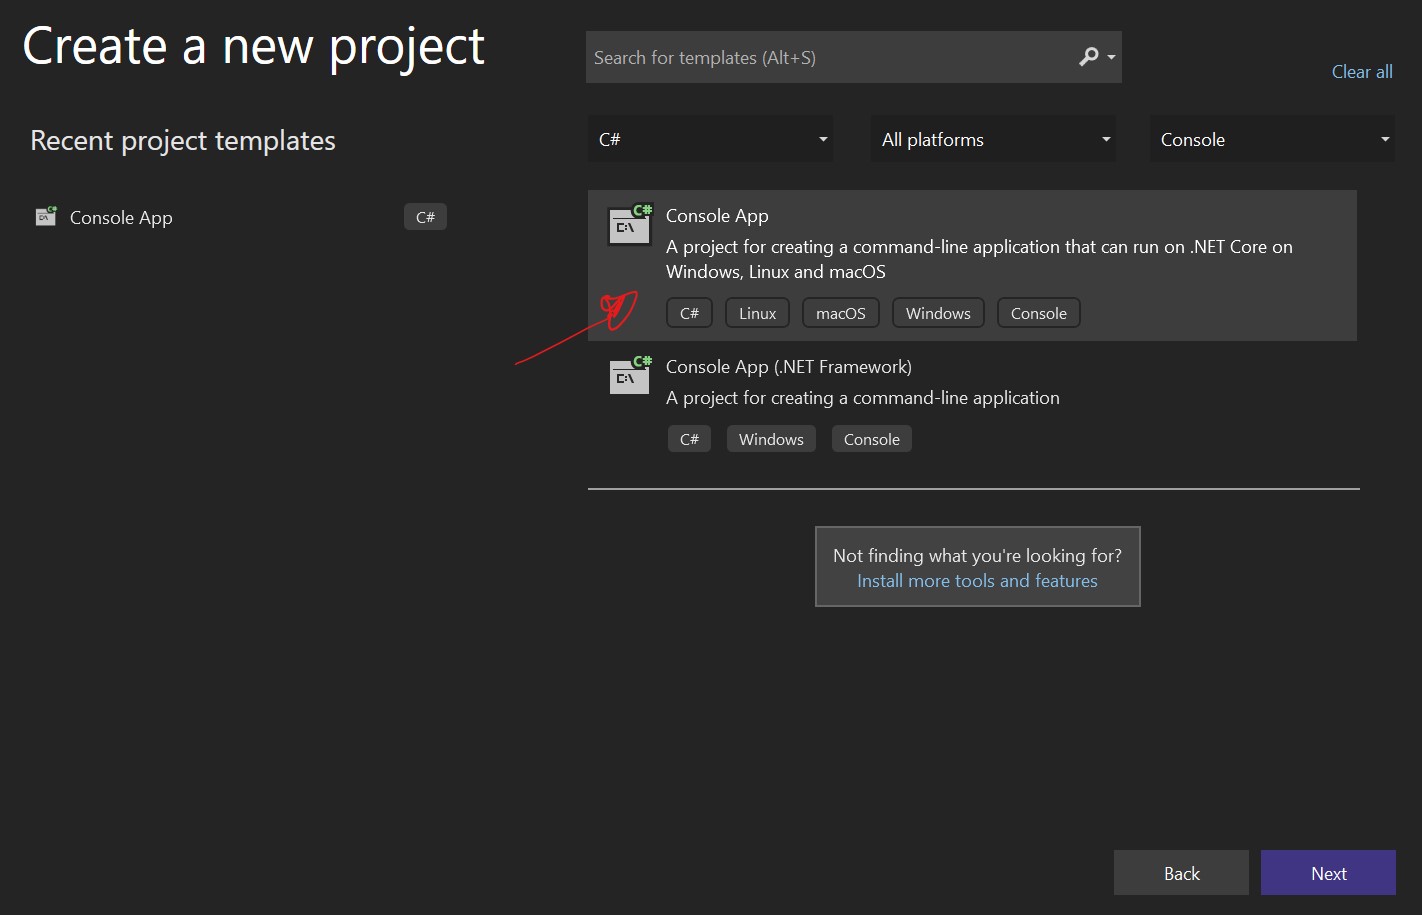 Create a new project
Search for templates (Alt+S)
Clear all
Recent project templates
C#
All platforms
Console
Console App
C#
C#
C:\
Console App
A project for creating a command-line application that can run on .NET Core on
Windows, Linux and macOS
C#
Linux
macOS
Windows
Console
C#
C:\
Console App (.NET Framework)
A project for creating a command-line application
C#
Windows
Console
Not finding what you're looking for?
Install more tools and features
Back
Next